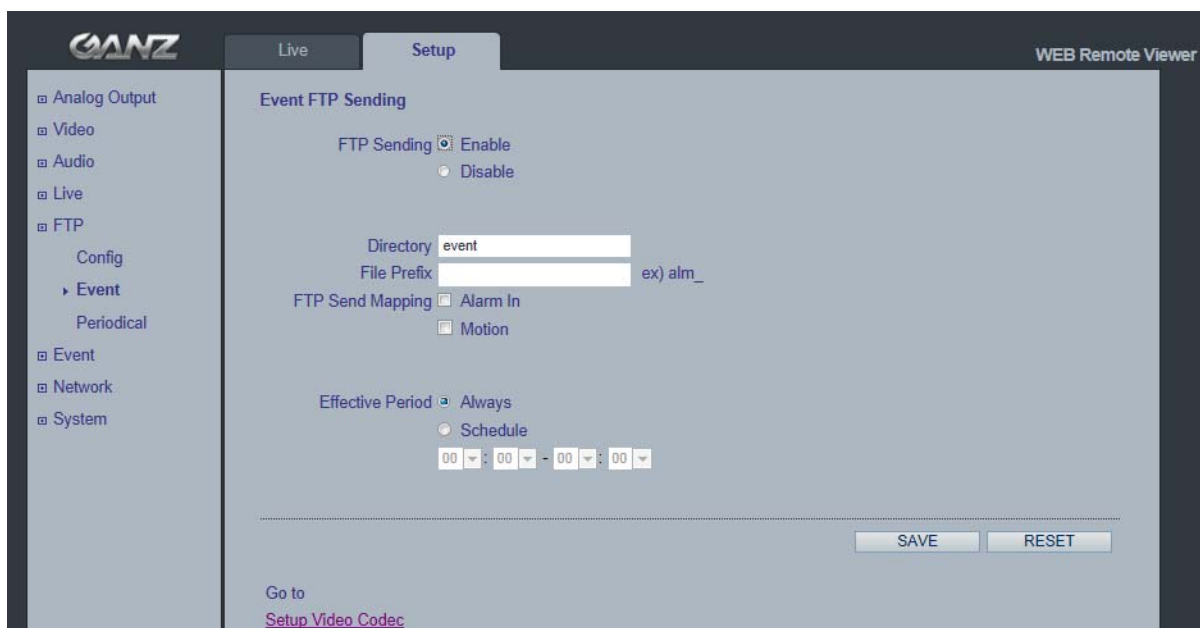 GANZ
Live
Setup
WEB Remote Viewer
Analog Output
Video
Audio
Live
FTP
Config
Event
Periodical
Event
Network
System
Event FTP Sending
FTP Sending Enable
Disable
Directory event
File Prefix ex) alm_
FTP Send Mapping Alarm In
Motion
Effective Period Always
Schedule
00 : 00 - 00 : 00
SAVE RESET
Go to
Setup Video Codec